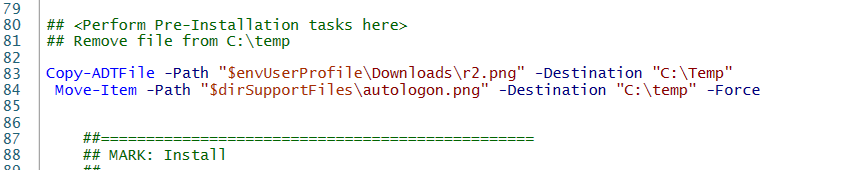 79
80 ## <Perform Pre-Installation tasks here>
81 ## Remove file from C:\temp
82
83 Copy-ADTFile -Path "$envUserProfile\Downloads\r2.png" -Destination "C:\Temp"
84 Move-Item -Path "$dirSupportFiles\autologon.png" -Destination "C:\temp" -Force
85
86
87 ##================================================
88 ## MARK: Install
89 ##